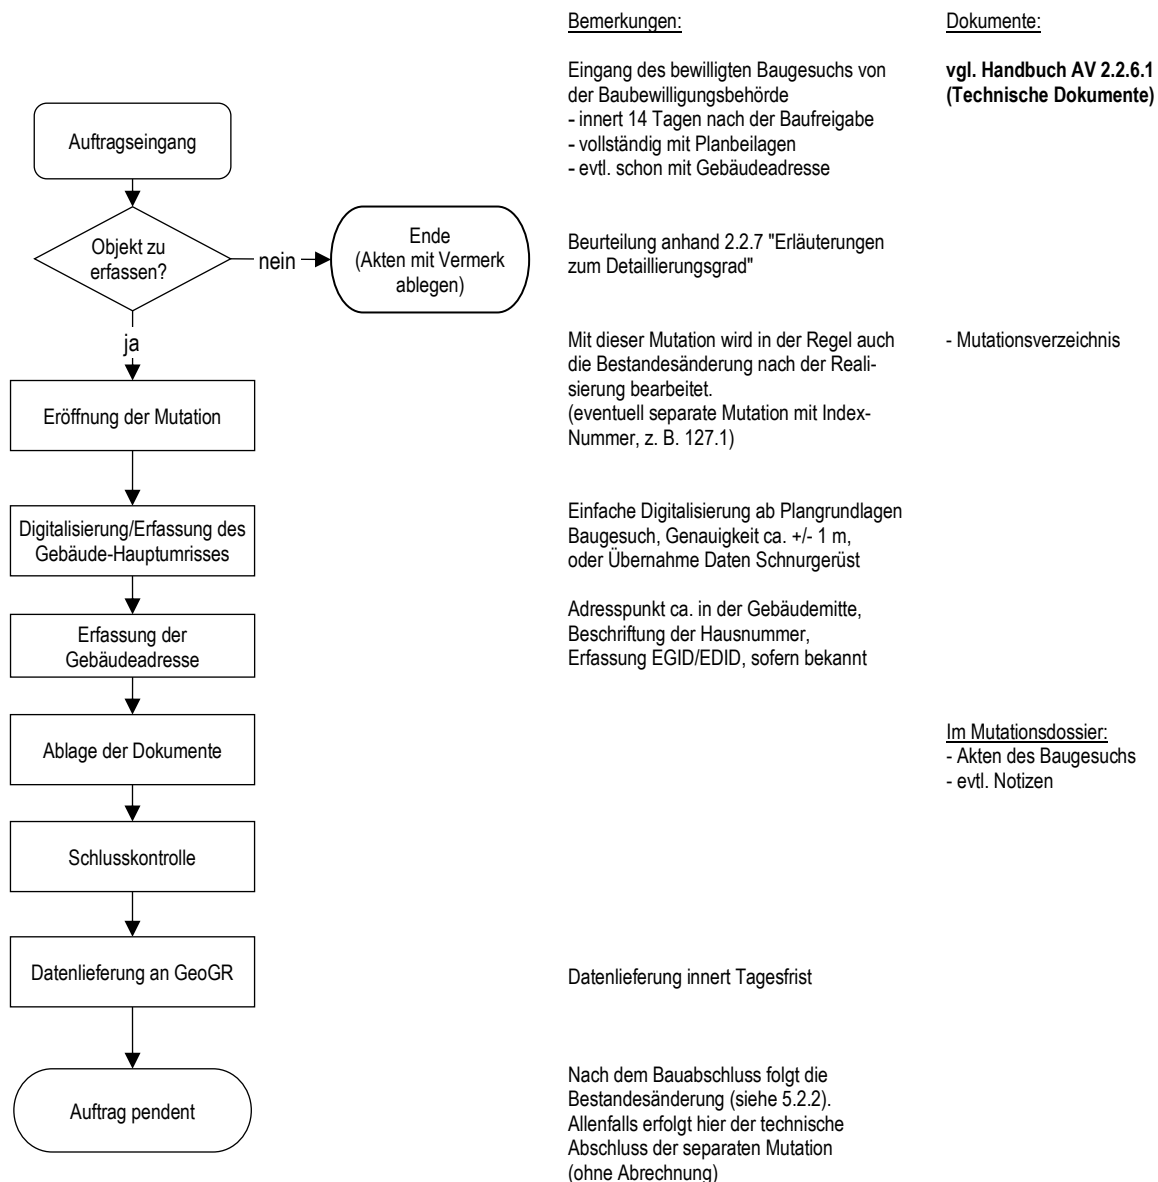 Bemerkungen:
Dokumente:
Eingang des bewilligten Baugesuchs von
der Baubewilligungsbehörde
- innert 14 Tagen nach der Baufreigabe
- vollständig mit Planbeilagen
- evtl. schon mit Gebäudeadresse
vgl. Handbuch AV 2.2.6.1
(Technische Dokumente)
Auftragseingang
Objekt zu
erfassen?
nein
Ende
(Akten mit Vermerk
ablegen)
Beurteilung anhand 2.2.7 "Erläuterungen
zum Detaillierungsgrad"
ja
Eröffnung der Mutation
Mit dieser Mutation wird in der Regel auch
die Bestandesänderung nach der Reali-
sierung bearbeitet.
(eventuell separate Mutation mit Index-
Nummer, z. B. 127.1)
- Mutationsverzeichnis
Digitalisierung/Erfassung des
Gebäude-Hauptumrisses
Einfache Digitalisierung ab Plangrundlagen
Baugesuch, Genauigkeit ca. +/- 1 m,
oder Übernahme Daten Schnurgerüst
Erfassung der
Gebäudeadresse
Adresspunkt ca. in der Gebäudemitte,
Beschriftung der Hausnummer,
Erfassung EGID/EDID, sofern bekannt
Ablage der Dokumente
Im Mutationsdossier:
- Akten des Baugesuchs
- evtl. Notizen
Schlusskontrolle
Datenlieferung an GeoGR
Datenlieferung innert Tagesfrist
Auftrag pendent
Nach dem Bauabschluss folgt die
Bestandesänderung (siehe 5.2.2).
Allenfalls erfolgt hier der technische
Abschluss der separaten Mutation
(ohne Abrechnung)